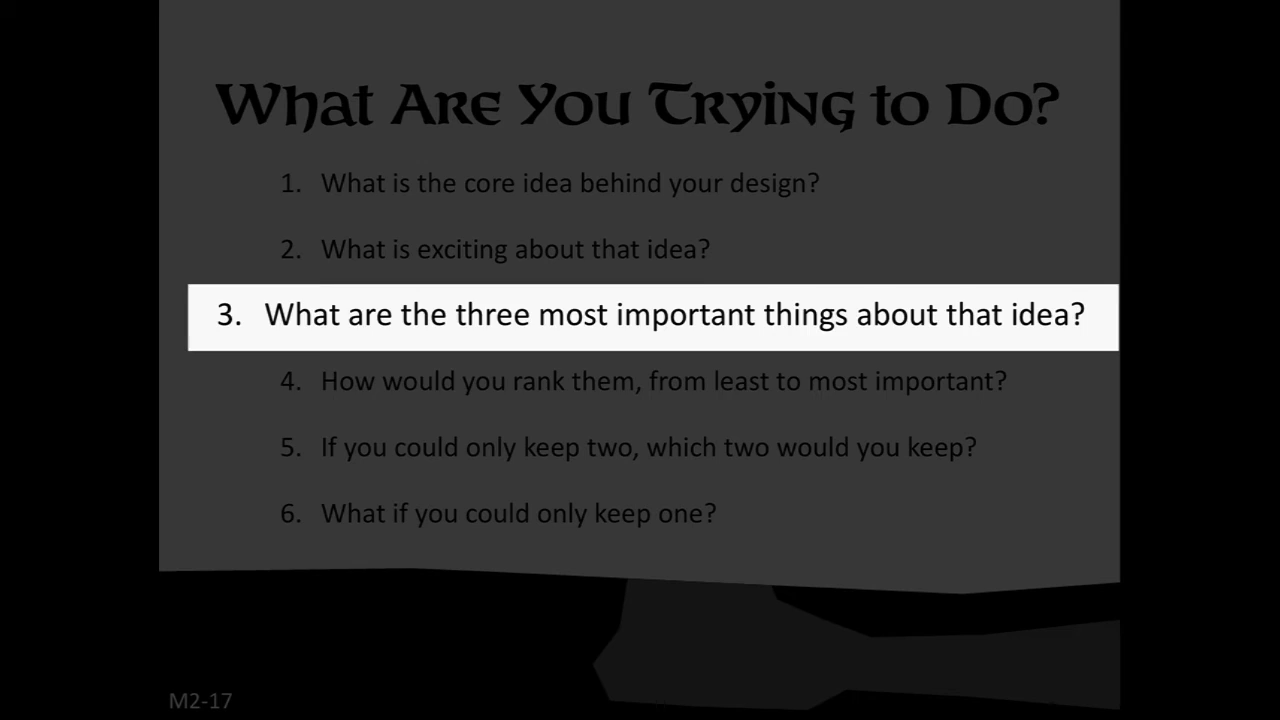 What Are You Trying to Do?
1. What is the core idea behind your design?
2. What is exciting about that idea?
3. What are the three most important things about that idea?
4. How would you rank them, from least to most important?
5. If you could only keep two, which two would you keep?
6. What if you could only keep one?
M2-17